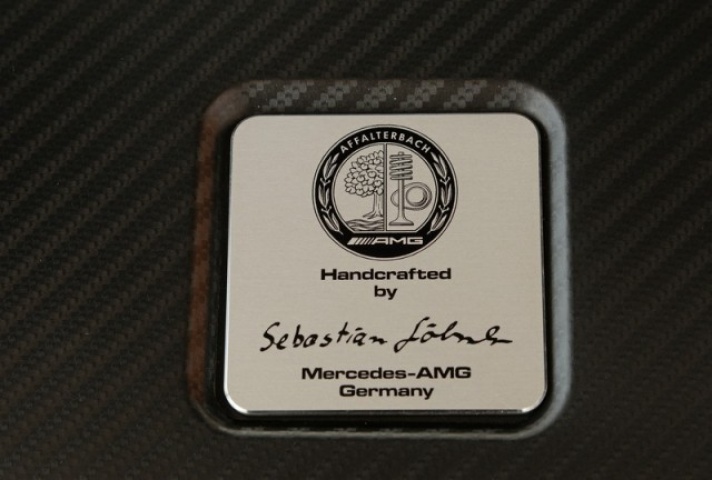 AFFALTERBACH
AMG
Handcrafted
by
Sebastian
Mercedes-AMG
Germany